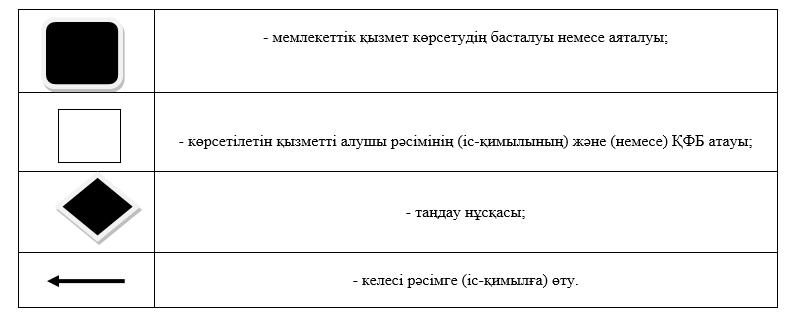 - мемлекеттік қызмет көрсетудің басталуы немесе аяталуы;
- көрсетілетін қызметті алушы рәсімінің (іс-қимылының) және (немесе) ҚФБ атауы;
- таңдау нұсқасы;
- келесі рәсімге (іс-қимылға) өту.